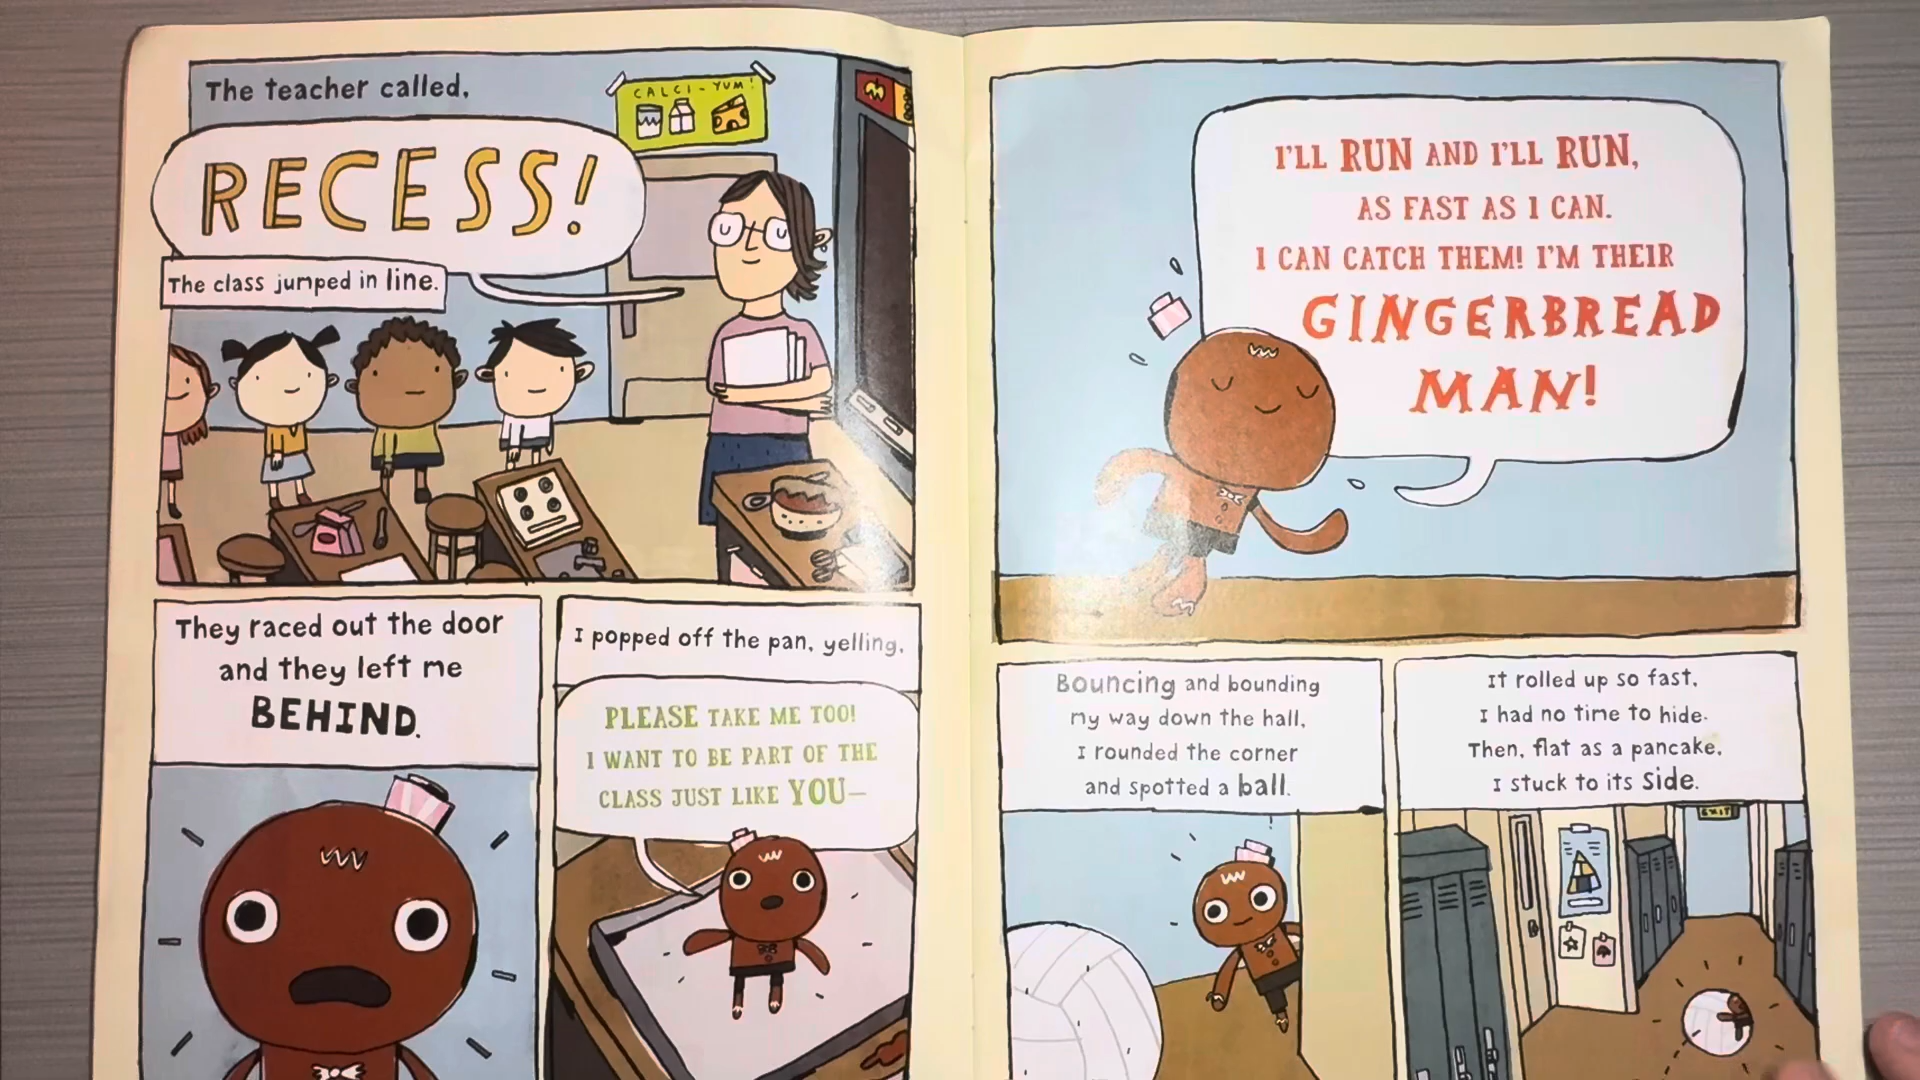 The teacher called,
CALCI-YUM!
RECESS!
The class jumped in line.
They raced out the door
and they left me
BEHIND.
I popped off the pan, yelling,
PLEASE TAKE ME TOO!
I WANT TO BE PART OF THE
CLASS JUST LIKE YOU—
I'LL RUN AND I'LL RUN,
AS FAST AS I CAN.
I CAN CATCH THEM! I'M THEIR
GINGERBREAD
MAN!
Bouncing and bounding
my way down the hall,
I rounded the corner
and spotted a ball.
It rolled up so fast,
I had no time to hide.
Then, flat as a pancake,
I stuck to its side.
EXIT